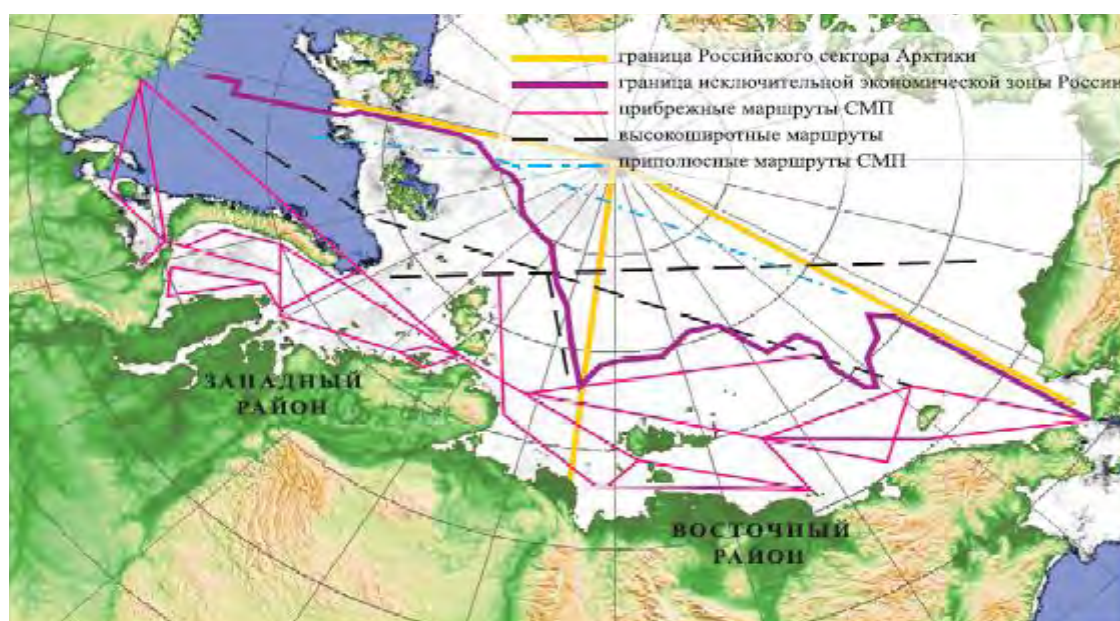 граница Российского сектора Арктики
граница исключительной экономической зоны России
прибрежные маршруты СМП
высокоширотные маршруты
приполюсные маршруты СМП
ЗАПАДНЫЙ
РАЙОН
ВОСТОЧНЫЙ
РАЙОН